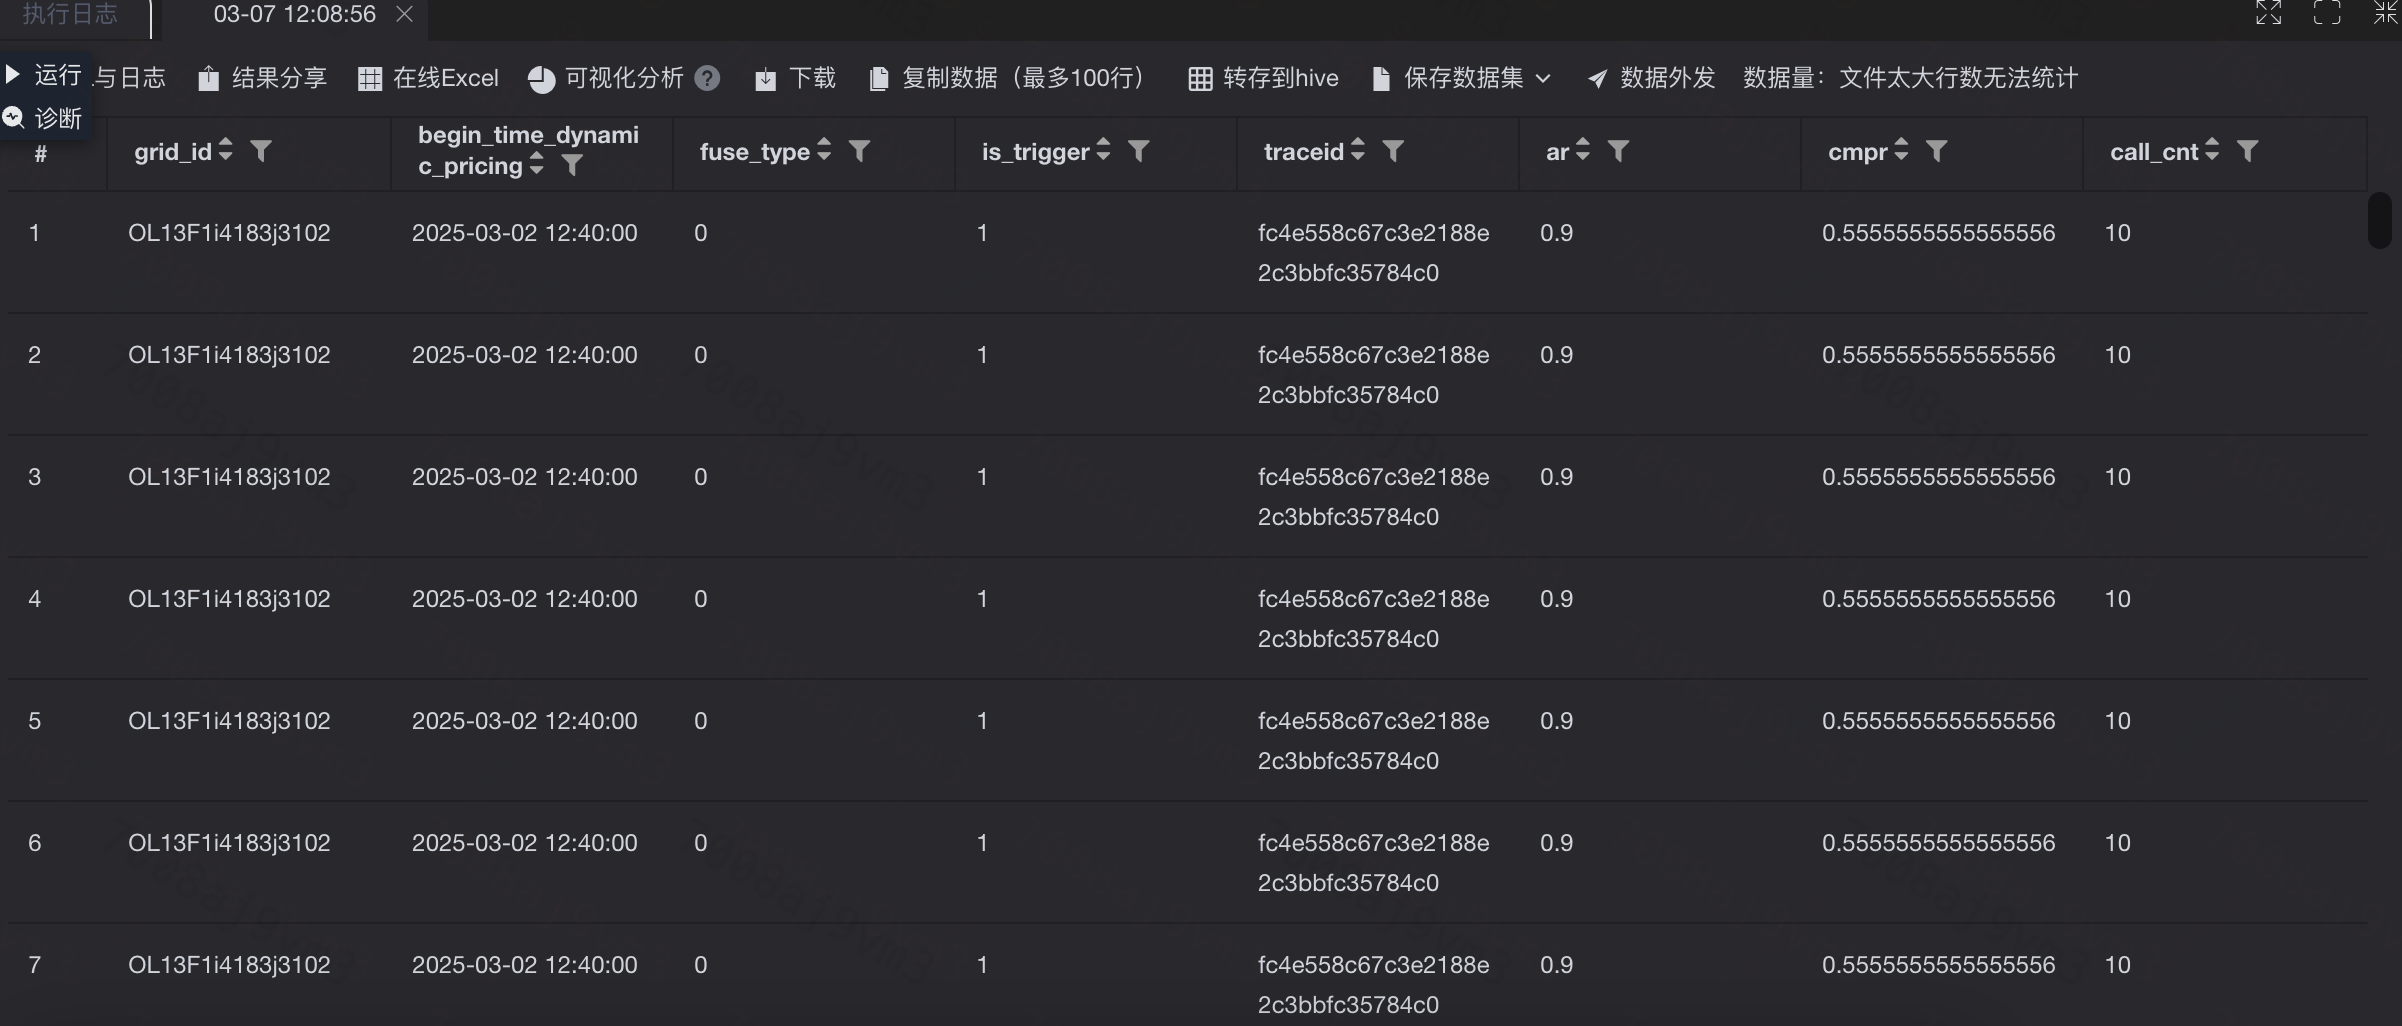 执行日志
03-07 12:08:56
运行
与日志
结果分享
在线Excel
可视化分析 ?
下载
复制数据（最多100行）
转存到hive
保存数据集
数据外发
数据量：文件太大行数无法统计
诊断
# grid_id begin_time_dynami fuse_type is_trigger traceid ar cmpr call_cnt
c_pricing
1 OL13F1i4183j3102 2025-03-02 12:40:00 0 1 fc4e558c67c3e2188e 0.9 0.5555555555555556 10
2c3bbfc35784c0
2 OL13F1i4183j3102 2025-03-02 12:40:00 0 1 fc4e558c67c3e2188e 0.9 0.5555555555555556 10
2c3bbfc35784c0
3 OL13F1i4183j3102 2025-03-02 12:40:00 0 1 fc4e558c67c3e2188e 0.9 0.5555555555555556 10
2c3bbfc35784c0
4 OL13F1i4183j3102 2025-03-02 12:40:00 0 1 fc4e558c67c3e2188e 0.9 0.5555555555555556 10
2c3bbfc35784c0
5 OL13F1i4183j3102 2025-03-02 12:40:00 0 1 fc4e558c67c3e2188e 0.9 0.5555555555555556 10
2c3bbfc35784c0
6 OL13F1i4183j3102 2025-03-02 12:40:00 0 1 fc4e558c67c3e2188e 0.9 0.5555555555555556 10
2c3bbfc35784c0
7 OL13F1i4183j3102 2025-03-02 12:40:00 0 1 fc4e558c67c3e2188e 0.9 0.5555555555555556 10
2c3bbfc35784c0